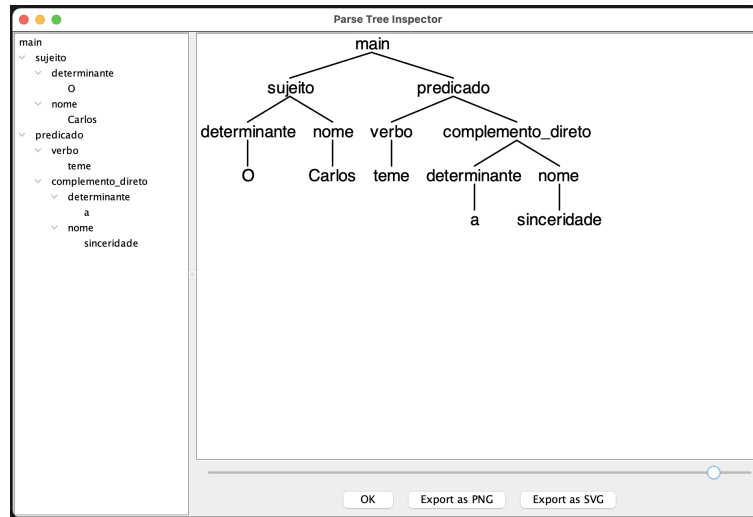 Parse Tree Inspector
main
sujeito
determinante
O
nome
Carlos
predicado
verbo
teme
complemento_direto
determinante
a
nome
sinceridade
main
sujeito predicado
determinante nome verbo complemento_direto
O Carlos teme determinante nome
a sinceridade
OK Export as PNG Export as SVG